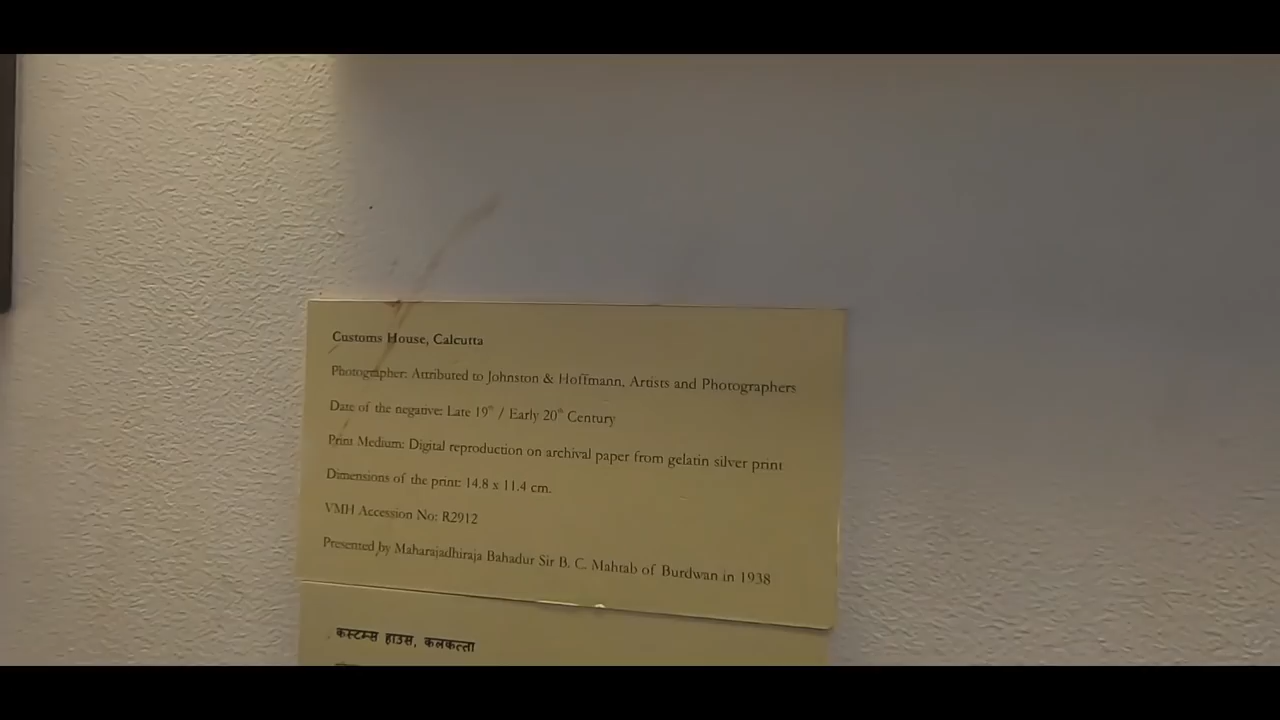 Customs House, Calcutta
Photographer: Attributed to Johnston & Hoffmann, Artists and Photographers
Date of the negative: Late 19th / Early 20th Century
Print Medium: Digital reproduction on archival paper from gelatin silver print
Dimensions of the print: 14.8 x 11.4 cm.
VMH Accession No: R2912
Presented by Maharajadhiraja Bahadur Sir B. C. Mahtab of Burdwan in 1938
कस्टम्स हाउस, कलकत्ता